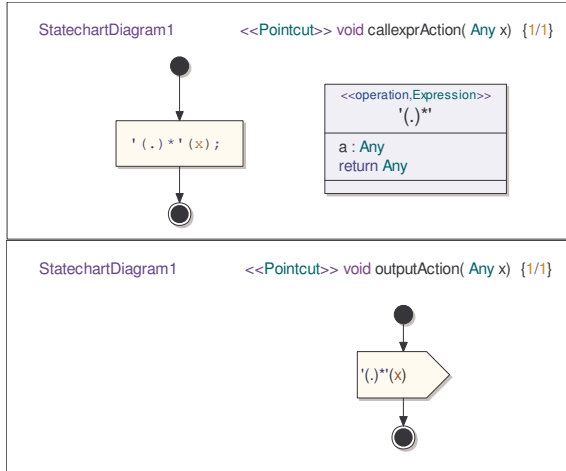 StatechartDiagram1 <<Pointcut>> void callexprAction( Any x) {1/1}
<<operation,Expression>>
'(.)*'
'(.)*'(x);
a : Any
return Any
StatechartDiagram1 <<Pointcut>> void outputAction( Any x) {1/1}
'(.)*'(x)